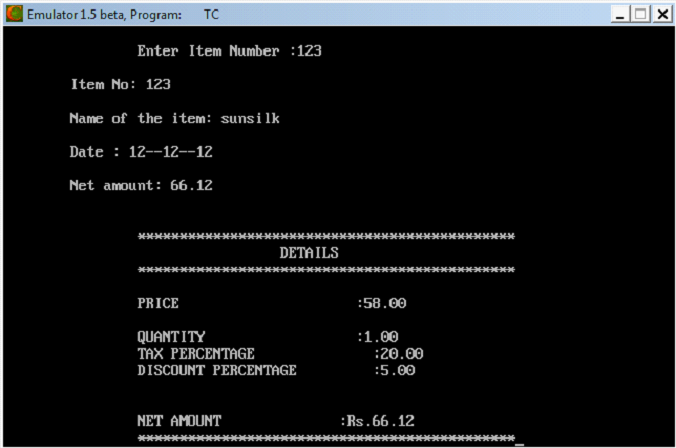 Emulator 1.5 beta, Program: TC
Enter Item Number :123
Item No: 123
Name of the item: sunsilk
Date : 12--12--12
Net amount: 66.12
*********************************************
DETAILS
*********************************************
PRICE :58.00
QUANTITY :1.00
TAX PERCENTAGE :20.00
DISCOUNT PERCENTAGE :5.00
NET AMOUNT :Rs.66.12
*********************************************_